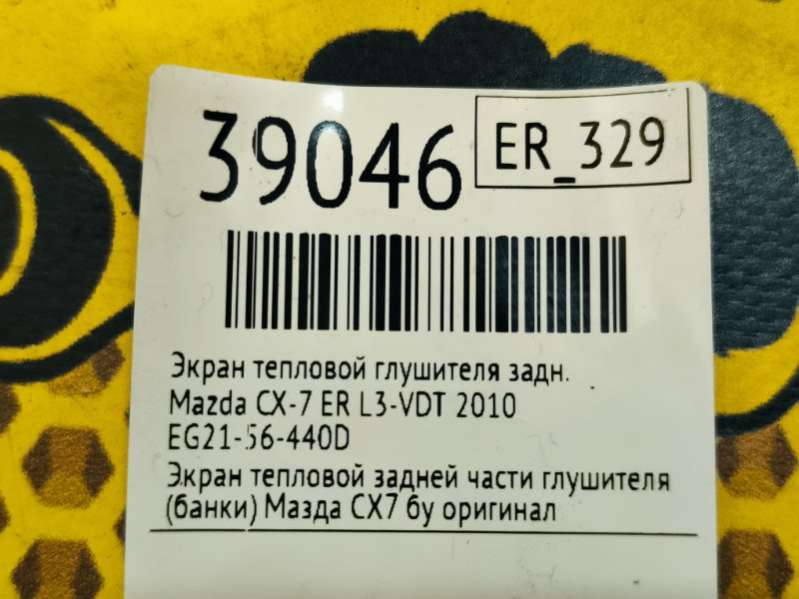 39046
ER_329
Экран тепловой глушителя задн.
Mazda CX-7 ER L3-VDT 2010
EG21-56-440D
Экран тепловой задней части глушителя
(банки) Мазда СХ7 бу оригинал